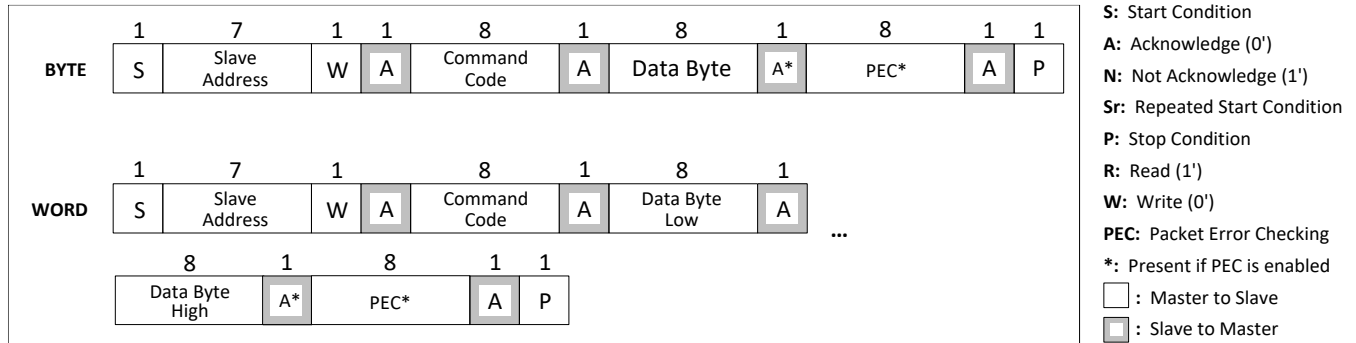 1 7 1 1 8 1 8 1 8 1 1
BYTE S Slave Address W A Command Code A Data Byte A* PEC* A P
1 7 1 1 8 1 8 1
WORD S Slave Address W A Command Code A Data Byte Low A ...
8 1 8 1 1
Data Byte High A* PEC* A P
S: Start Condition
A: Acknowledge (0')
N: Not Acknowledge (1')
Sr: Repeated Start Condition
P: Stop Condition
R: Read (1')
W: Write (0')
PEC: Packet Error Checking
*: Present if PEC is enabled
: Master to Slave
: Slave to Master